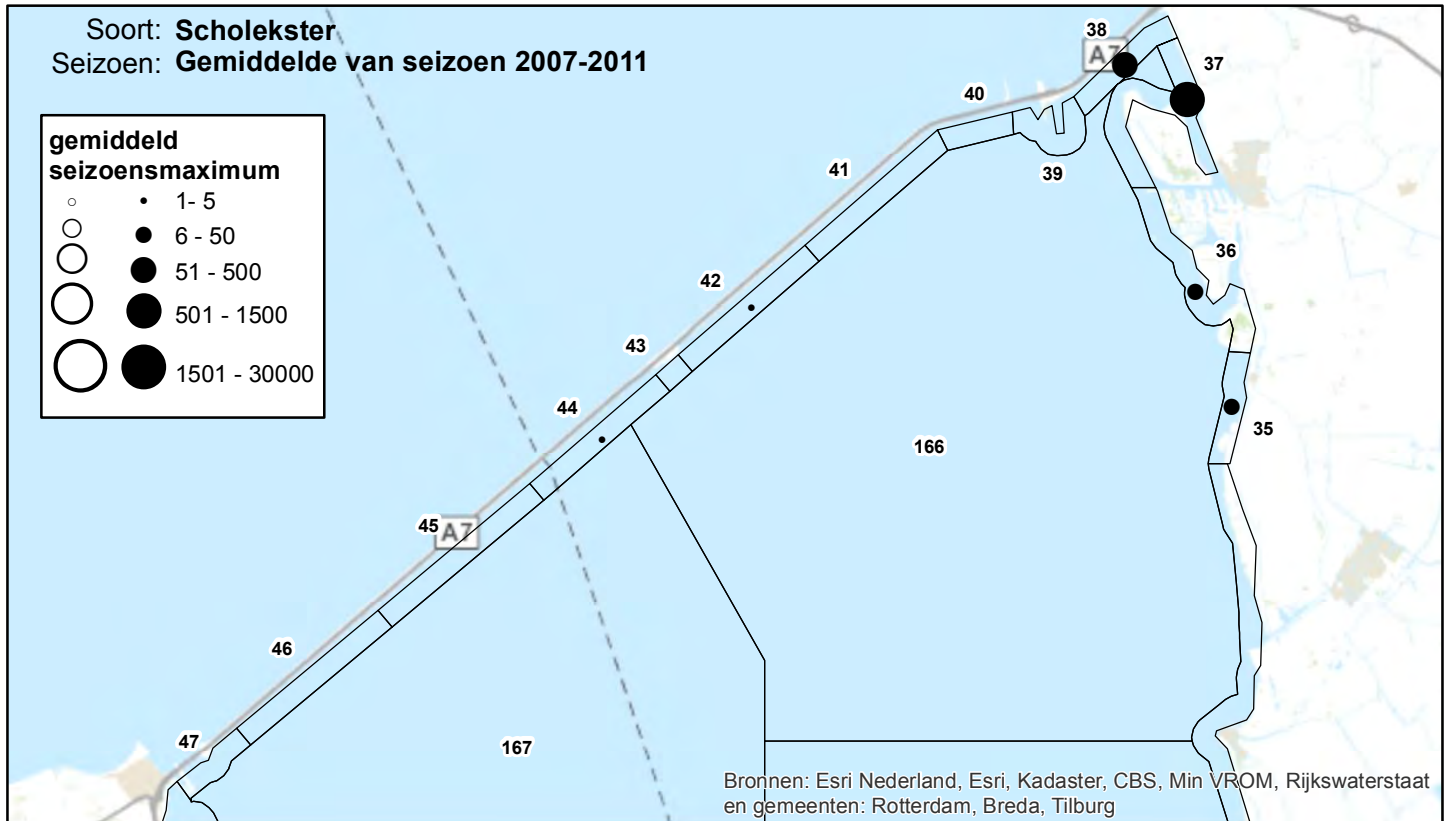 Soort: Scholekster
Seizoen: Gemiddelde van seizoen 2007-2011
gemiddeld
seizoensmaximum
1- 5
6 - 50
51 - 500
501 - 1500
1501 - 30000
38
A7
37
40
39
41
36
42
43
35
44
166
45
A7
46
47
167
Bronnen: Esri Nederland, Esri, Kadaster, CBS, Min VROM, Rijkswaterstaat
en gemeenten: Rotterdam, Breda, Tilburg